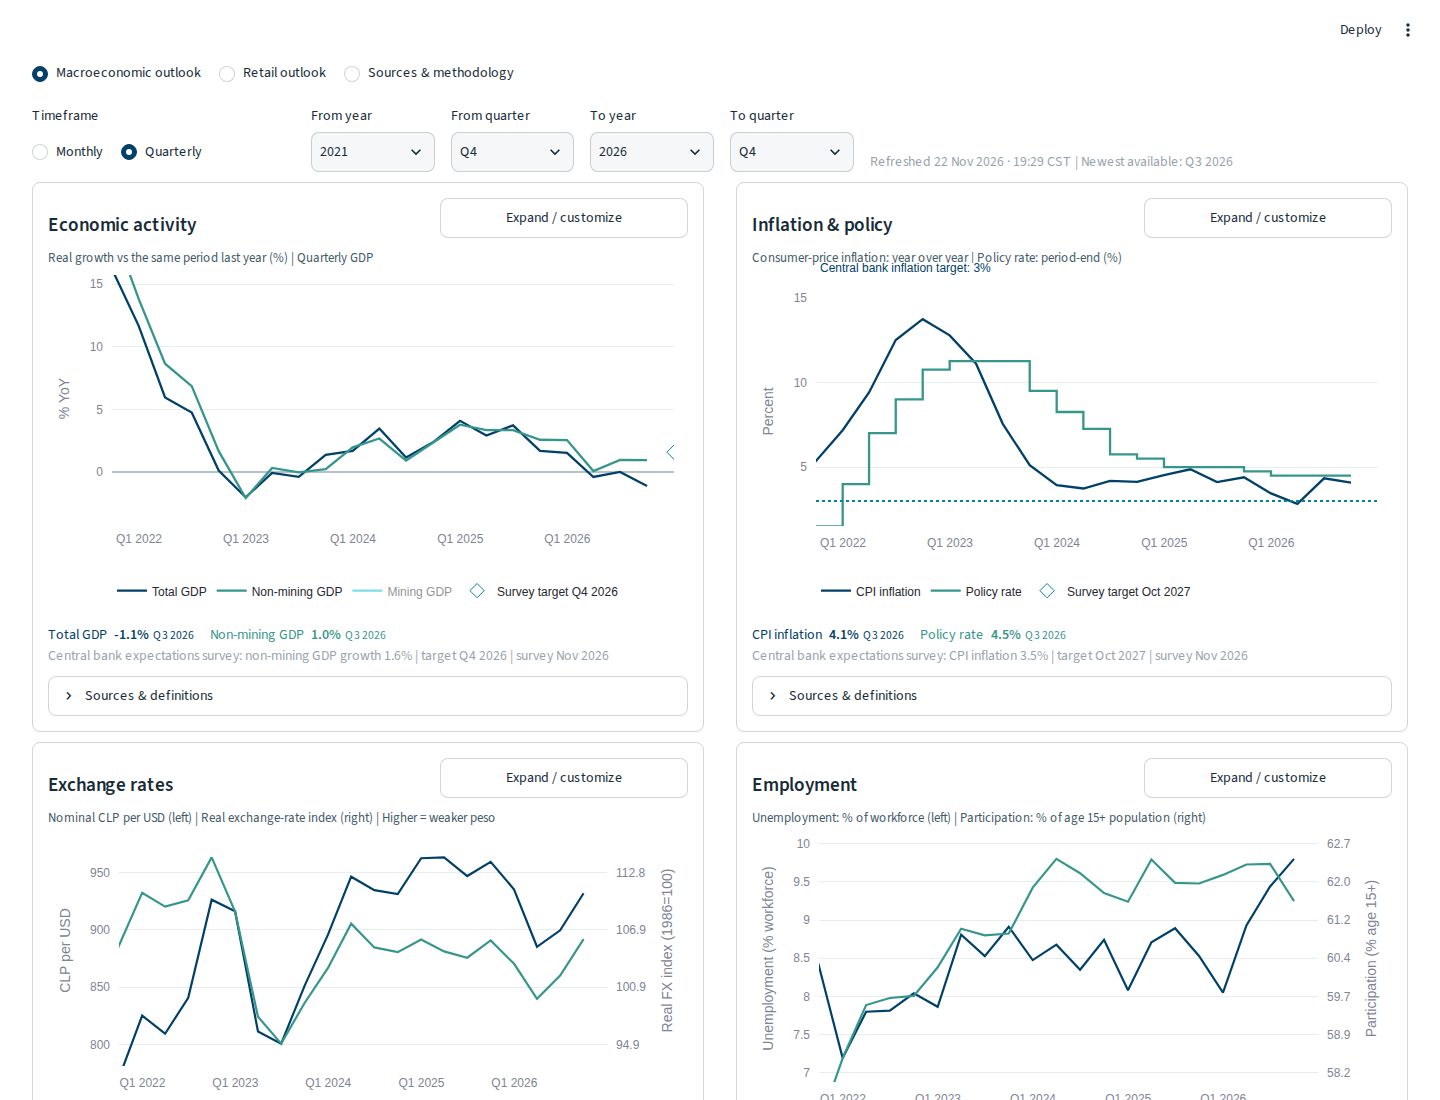 Deploy
Macroeconomic outlook Retail outlook Sources & methodology
Timeframe From year From quarter To year To quarter
Monthly Quarterly 2021 Q4 2026 Q4 Refreshed 22 Nov 2026 · 19:29 CST | Newest available: Q3 2026
Economic activity Expand / customize
Real growth vs the same period last year (%) | Quarterly GDP
15
10
5
0
% YoY
Q1 2022 Q1 2023 Q1 2024 Q1 2025 Q1 2026
Total GDP Non-mining GDP Mining GDP Survey target Q4 2026
Total GDP -1.1% Q3 2026 Non-mining GDP 1.0% Q3 2026
Central bank expectations survey: non-mining GDP growth 1.6% | target Q4 2026 | survey Nov 2026
Sources & definitions
Inflation & policy Expand / customize
Consumer-price inflation: year over year | Policy rate: period-end (%)
Central bank inflation target: 3%
15
10
5
Percent
Q1 2022 Q1 2023 Q1 2024 Q1 2025 Q1 2026
CPI inflation Policy rate Survey target Oct 2027
CPI inflation 4.1% Q3 2026 Policy rate 4.5% Q3 2026
Central bank expectations survey: CPI inflation 3.5% | target Oct 2027 | survey Nov 2026
Sources & definitions
Exchange rates Expand / customize
Nominal CLP per USD (left) | Real exchange-rate index (right) | Higher = weaker peso
950 112.8
900 106.9
850 100.9
800 94.9
CLP per USD
Real FX index (1986=100)
Q1 2022 Q1 2023 Q1 2024 Q1 2025 Q1 2026
Employment Expand / customize
Unemployment: % of workforce (left) | Participation: % of age 15+ population (right)
10 62.7
9.5 62.0
9 61.2
8.5 60.4
8 59.7
7.5 58.9
7 58.2
Unemployment (% workforce)
Participation (% age 15+)
Q1 2022 Q1 2023 Q1 2024 Q1 2025 Q1 2026